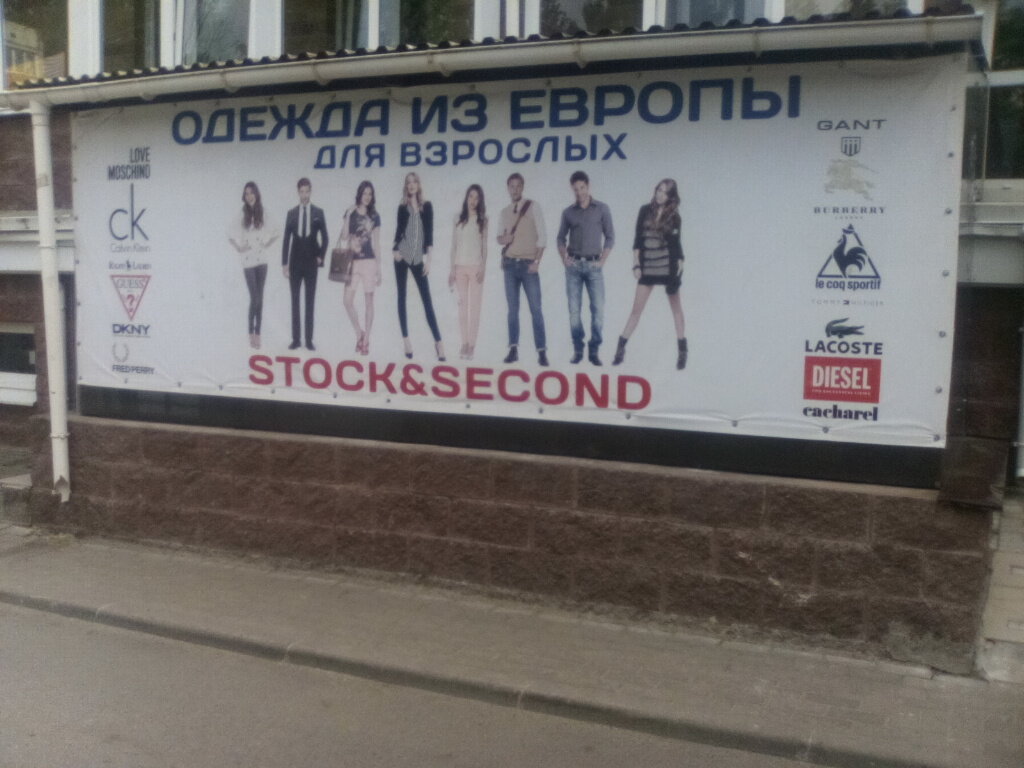 ОДЕЖДА ИЗ ЕВРОПЫ
ДЛЯ ВЗРОСЛЫХ
LOVE
MOSCHINO
ck
Calvin Klein
GUESS
?
DKNY
FRED PERRY
STOCK&SECOND
GANT
BURBERRY
LONDON
le coq sportif
TOMMY HILFIGER
LACOSTE
DIESEL
cacharel